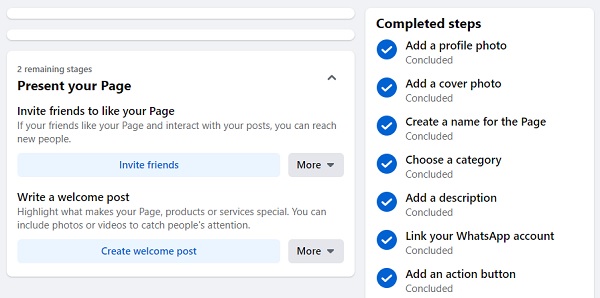 2 remaining stages
Present your Page
Invite friends to like your Page
If your friends like your Page and interact with your posts, you can reach
new people.
Invite friends
More
Write a welcome post
Highlight what makes your Page, products or services special. You can
include photos or videos to catch people's attention.
Create welcome post
More
Completed steps
Add a profile photo
Concluded
Add a cover photo
Concluded
Create a name for the Page
Concluded
Choose a category
Concluded
Add a description
Concluded
Link your WhatsApp account
Concluded
Add an action button
Concluded